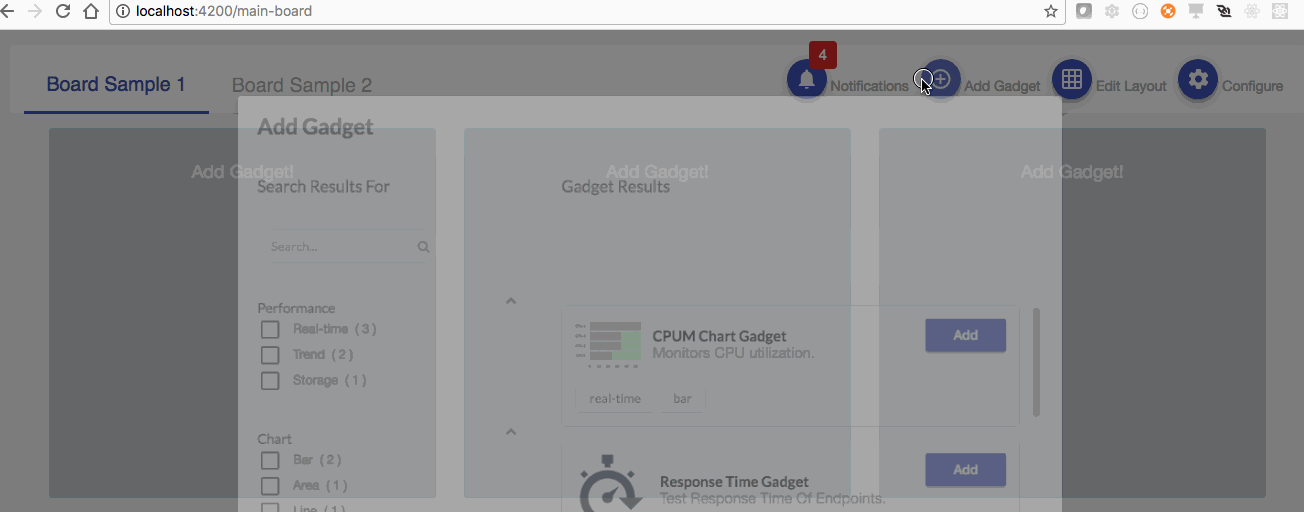 localhost:4200/main-board
4
Board Sample 1
Board Sample 2
Notifications
Add Gadget
Edit Layout
Configure
Add Gadget
Add Gadget!
Add Gadget!
Add Gadget!
Search Results For
Gadget Results
Search...
Performance
Real-time ( 3 )
Trend ( 2 )
Storage ( 1 )
CPUM Chart Gadget
Monitors CPU utilization.
Add
real-time
bar
Chart
Bar ( 2 )
Area ( 1 )
Line ( 1 )
Response Time Gadget
Test Response Time Of Endpoints.
Add